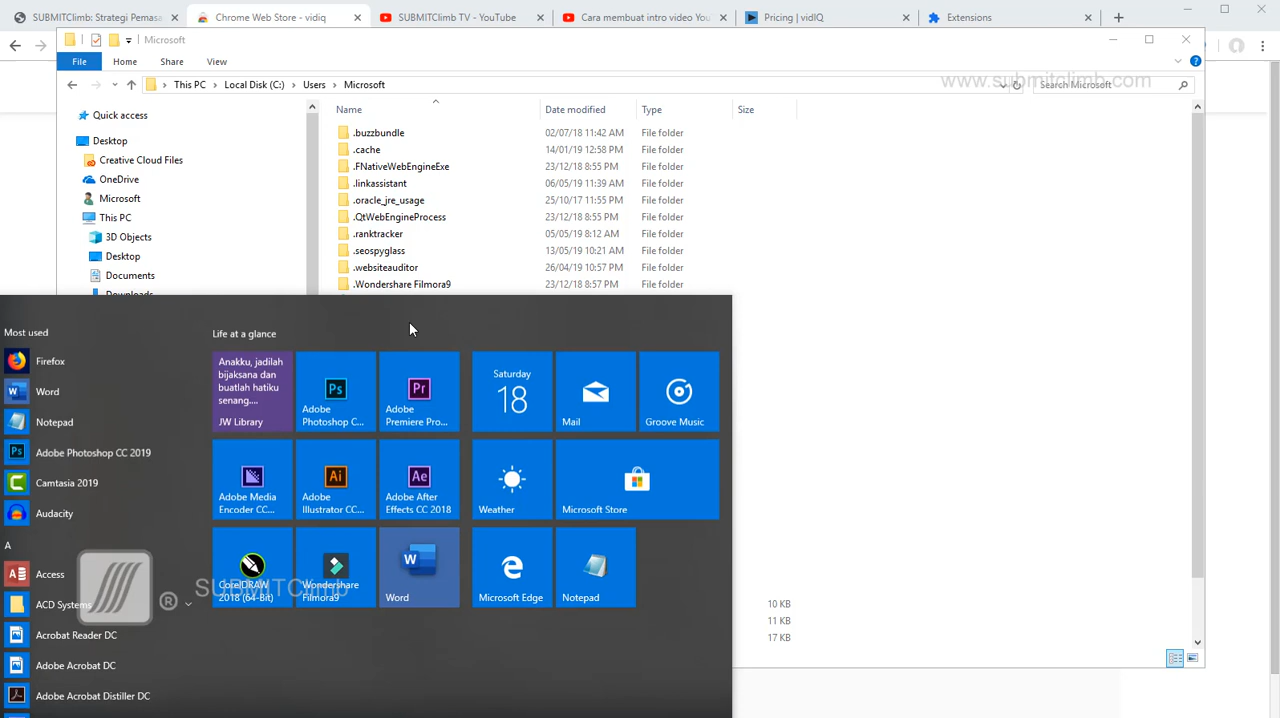 SUBMITClimb: Strategi Pemasa
Chrome Web Store - vidiq
SUBMITClimb TV - YouTube
Cara membuat intro video You
Pricing | vidIQ
Extensions
Microsoft
File
Home
Share
View
www.submitclimb.com
This PC > Local Disk (C:) > Users > Microsoft
Search Microsoft
Name
Date modified
Type
Size
Quick access
Desktop
Creative Cloud Files
OneDrive
Microsoft
This PC
3D Objects
Desktop
Documents
Downloads
.buzzbundle 02/07/18 11:42 AM File folder
.cache 14/01/19 12:58 PM File folder
.FNativeWebEngineExe 23/12/18 8:55 PM File folder
.linkassistant 06/05/19 11:39 AM File folder
.oracle_jre_usage 25/10/17 11:55 PM File folder
.QtWebEngineProcess 23/12/18 8:55 PM File folder
.ranktracker 05/05/19 8:12 AM File folder
.seospyglass 13/05/19 10:21 AM File folder
.websiteauditor 26/04/19 10:57 PM File folder
.Wondershare Filmora9 23/12/18 8:57 PM File folder
10 KB
11 KB
17 KB
Most used
Firefox
Word
Notepad
Adobe Photoshop CC 2019
Camtasia 2019
Audacity
A
Access
ACD Systems
Acrobat Reader DC
Adobe Acrobat DC
Adobe Acrobat Distiller DC
Life at a glance
Anakku, jadilah
bijaksana dan
buatlah hatiku
senang....
JW Library
Ps
Adobe
Photoshop C...
Pr
Adobe
Premiere Pro...
Saturday
18
Mail
Groove Music
Adobe Media
Encoder CC...
Ai
Adobe
Illustrator CC...
Ae
Adobe After
Effects CC 2018
Weather
Microsoft Store
CorelDRAW
2018 (64-Bit)
Wondershare
Filmora9
Word
Microsoft Edge
Notepad
® SUBMITClimb